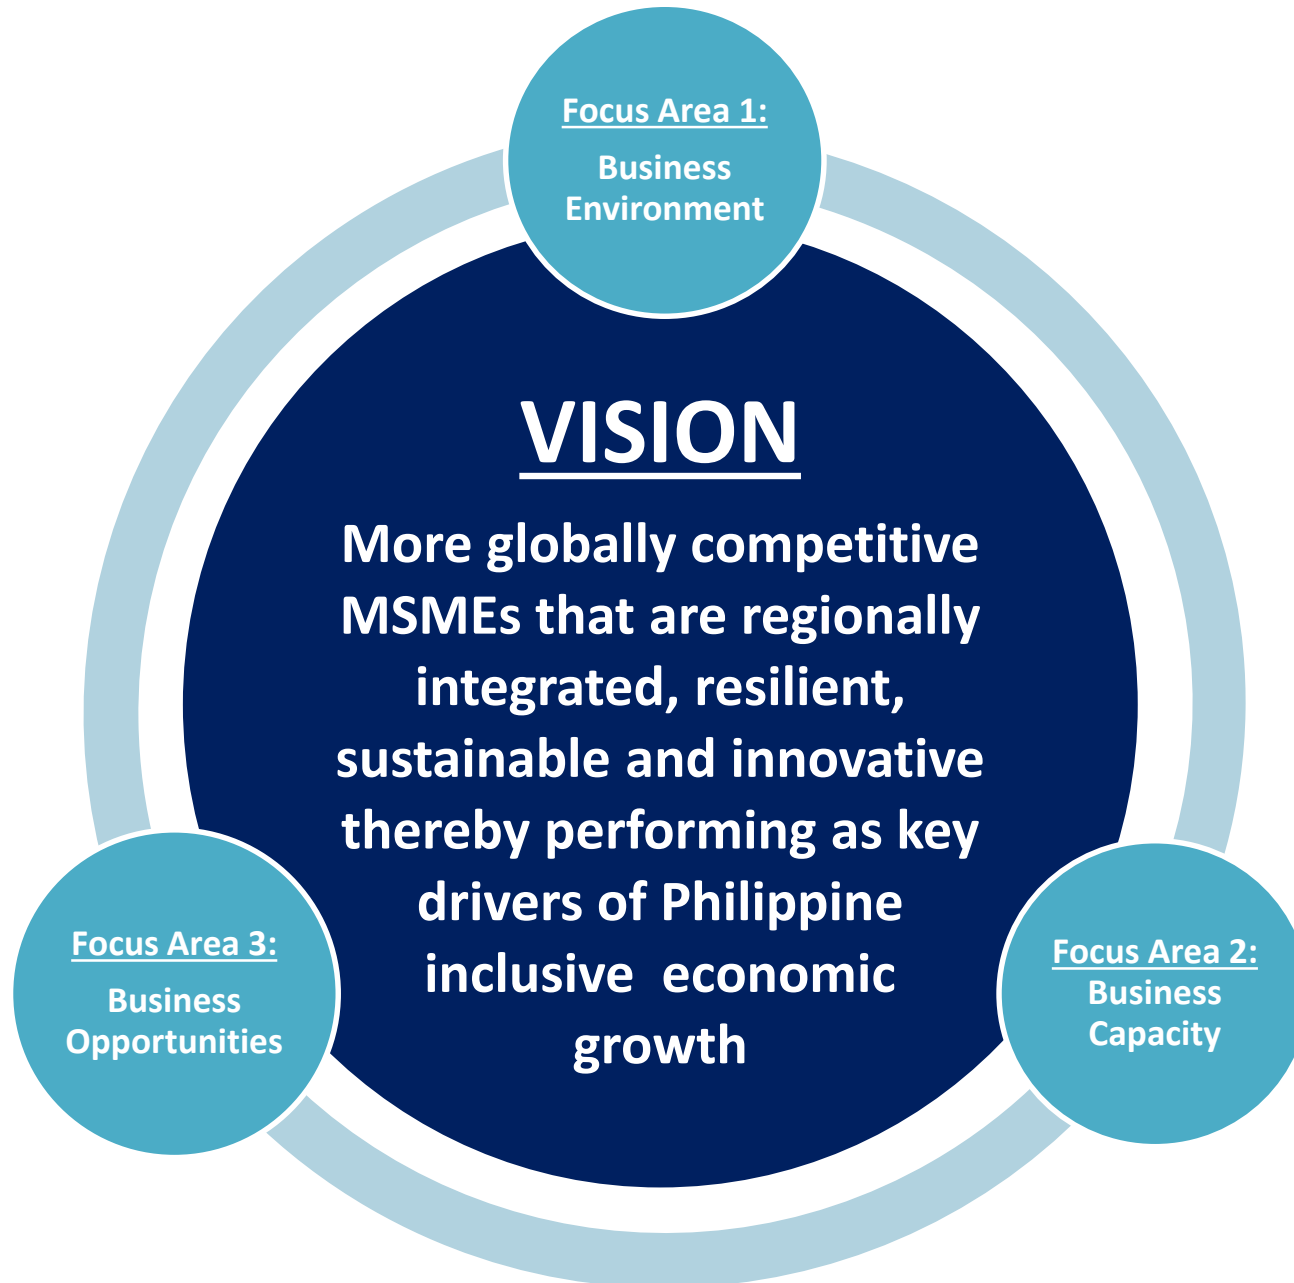 Focus Area 1:
Business
Environment
VISION
More globally competitive
MSMEs that are regionally
integrated, resilient,
sustainable and innovative
thereby performing as key
drivers of Philippine
inclusive  economic
growth
Focus Area 2:
Business
Capacity
Focus Area 3:
Business
Opportunities